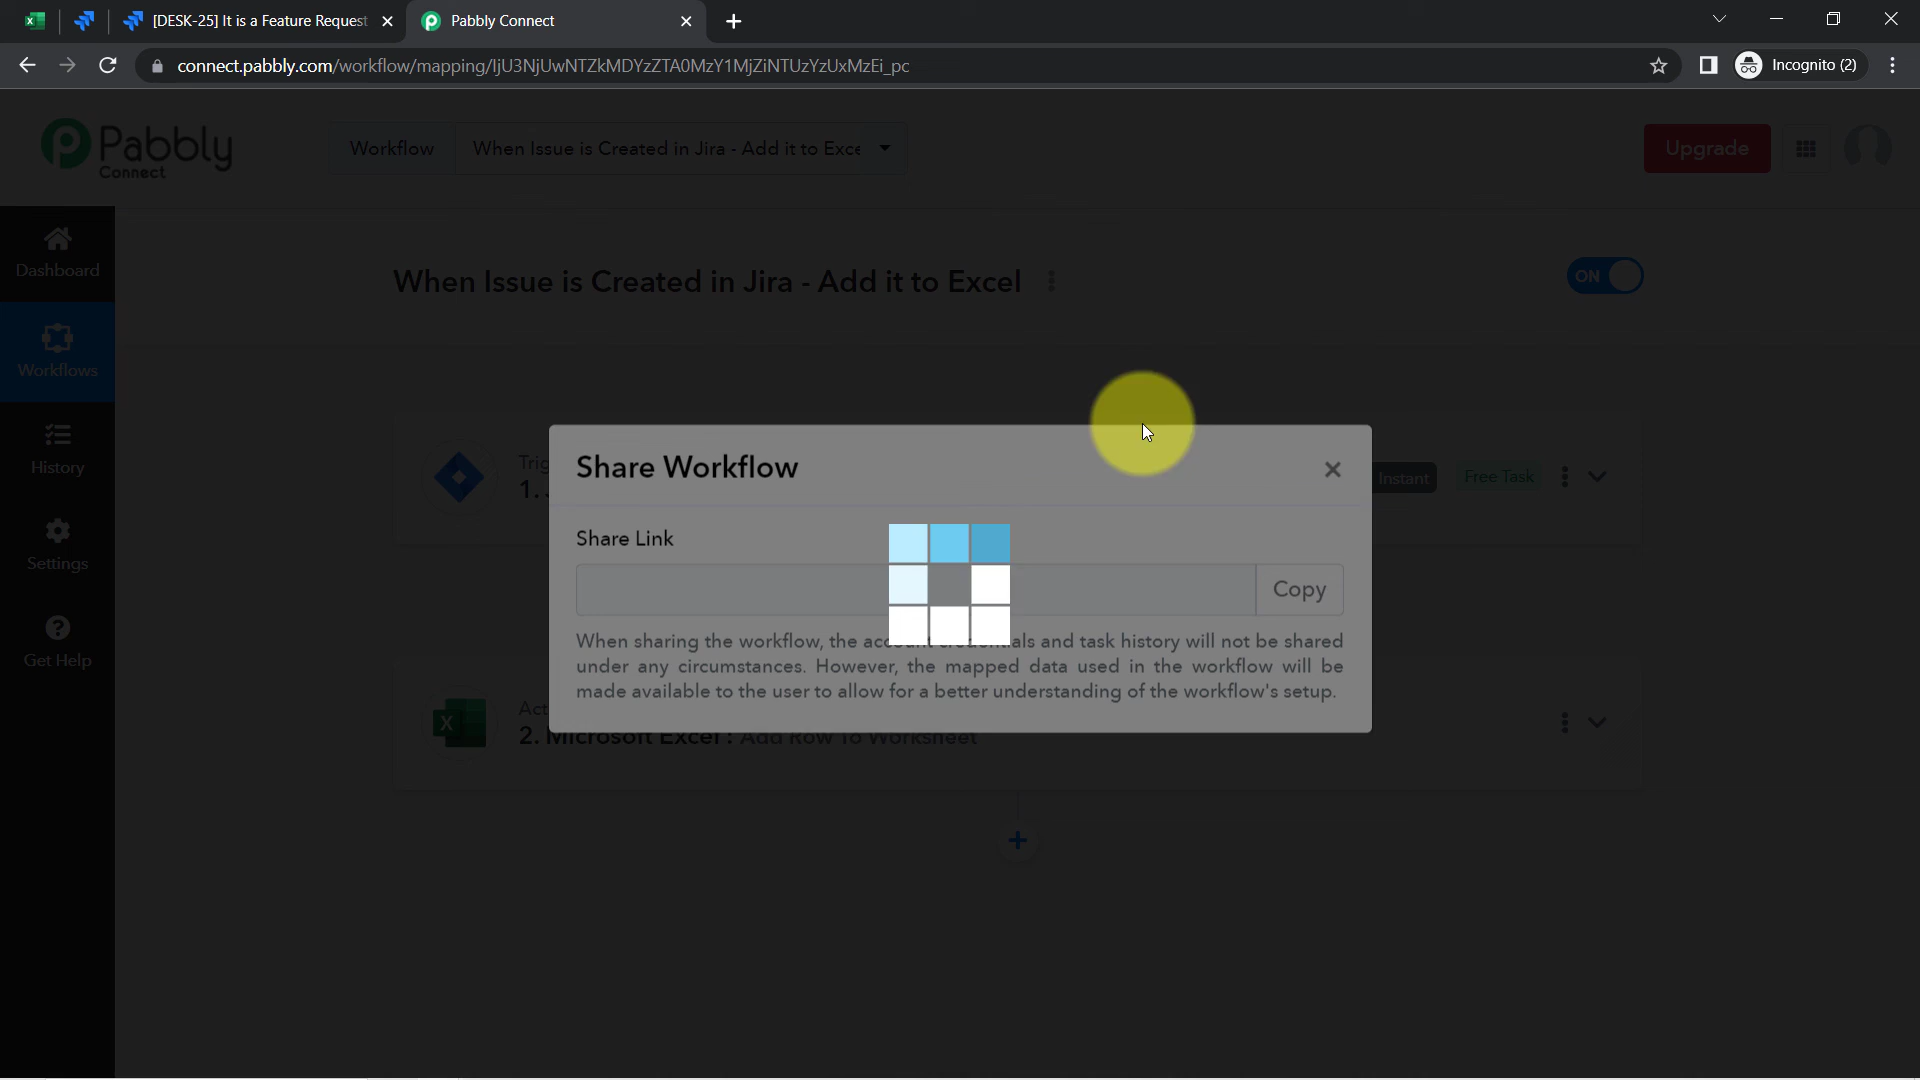 [DESK-25] It is a Feature Request
Pabbly Connect
connect.pabbly.com/workflow/mapping/IjU3NjUwNTZkMDYzZTA0MzY1MjZiNTUzYzUxMzEi_pc
Incognito (2)
Pabbly
Connect
Workflow
When Issue is Created in Jira - Add it to Exce
Upgrade
Dashboard
When Issue is Created in Jira - Add it to Excel
ON
Workflows
History
Settings
Get Help
Trig
1. J
Instant
Free Task
Share Workflow
Share Link
Copy
When sharing the workflow, the account credentials and task history will not be shared
under any circumstances. However, the mapped data used in the workflow will be
made available to the user to allow for a better understanding of the workflow's setup.
Act
2. Microsoft Excel : Add Row To Worksheet